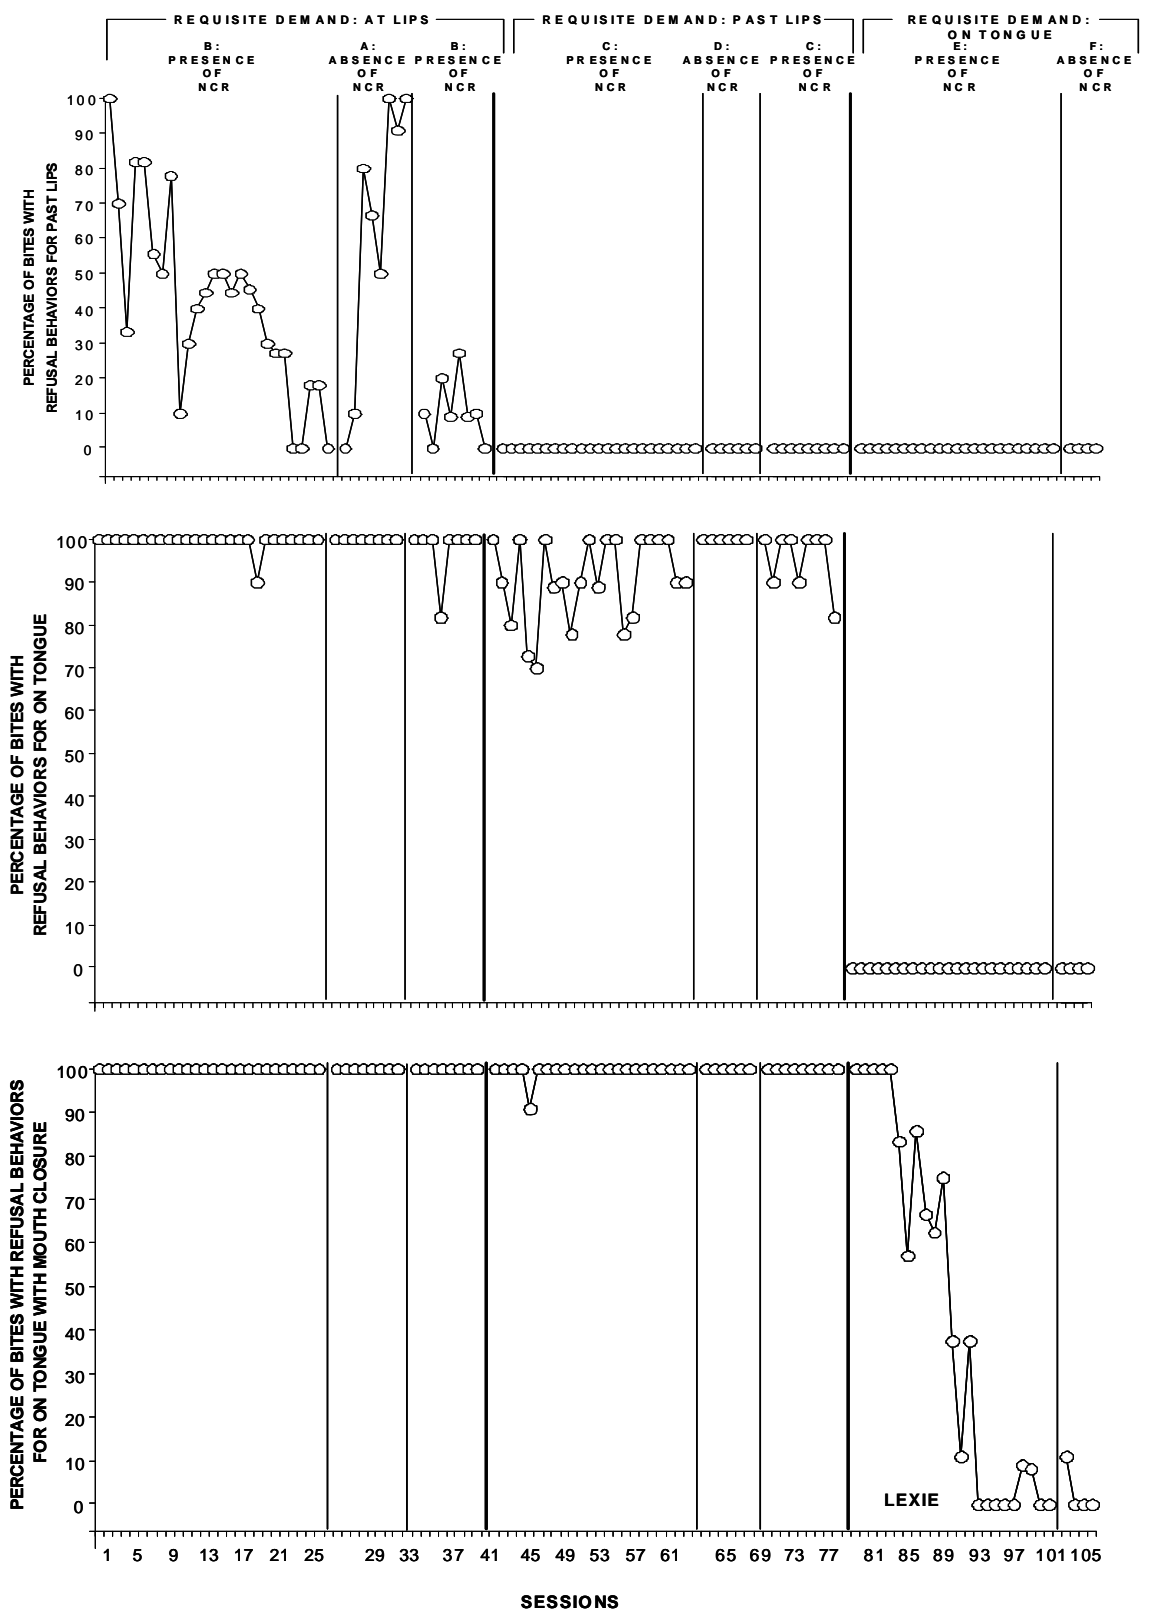 REQUISITE DEMAND: AT LIPS
REQUISITE DEMAND: PAST LIPS
REQUISITE DEMAND:
ON TONGUE
B:
PRESENCE
OF
NCR
A:
ABSENCE
OF
NCR
B:
PRESENCE
OF
NCR
C:
PRESENCE
OF
NCR
D:
ABSENCE
OF
NCR
C:
PRESENCE
OF
NCR
E:
PRESENCE
OF
NCR
F:
ABSENCE
OF
NCR
PERCENTAGE OF BITES WITH
REFUSAL BEHAVIORS FOR PAST LIPS
100
90
80
70
60
50
40
30
20
10
0
PERCENTAGE OF BITES WITH
REFUSAL BEHAVIORS FOR ON TONGUE
100
90
80
70
60
50
40
30
20
10
0
PERCENTAGE OF BITES WITH REFUSAL BEHAVIORS
FOR ON TONGUE WITH MOUTH CLOSURE
100
90
80
70
60
50
40
30
20
10
0
LEXIE
1 5 9 13 17 21 25 29 33 37 41 45 49 53 57 61 65 69 73 77 81 85 89 93 97 101 105
SESSIONS